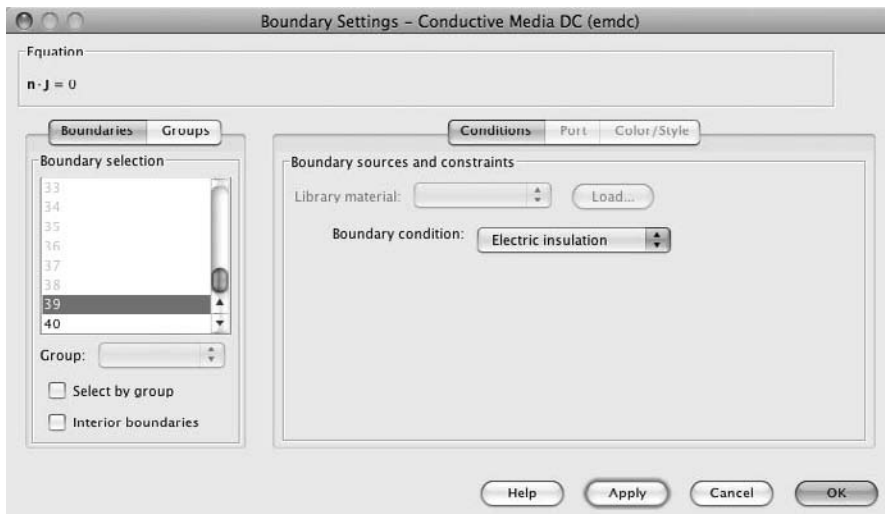 Boundary Settings – Conductive Media DC (emdc)
Equation
n · J = 0
Boundaries Groups
Conditions Port Color/Style
Boundary selection
33
34
35
36
37
38
39
40
Group:
Select by group
Interior boundaries
Boundary sources and constraints
Library material: Load...
Boundary condition: Electric insulation
Help Apply Cancel OK